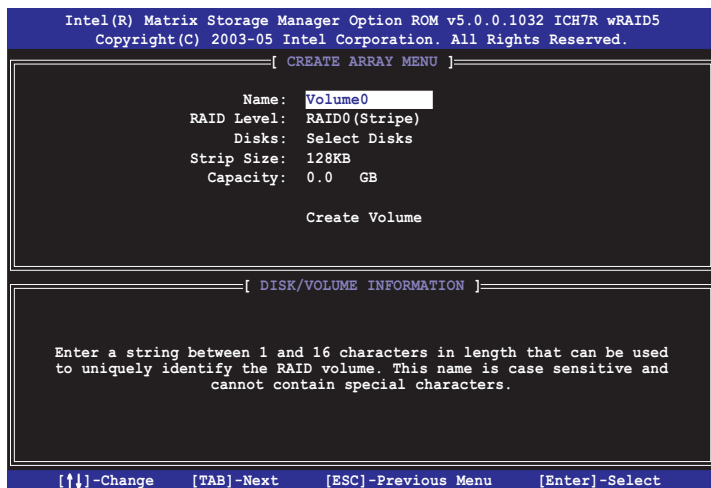 Intel(R) Matrix Storage Manager Option ROM v5.0.0.1032 ICH7R wRAID5
Copyright(C) 2003-05 Intel Corporation. All Rights Reserved.
[ CREATE ARRAY MENU ]
Name: Volume0
RAID Level: RAID0(Stripe)
Disks: Select Disks
Strip Size: 128KB
Capacity: 0.0 GB
Create Volume
[ DISK/VOLUME INFORMATION ]
Enter a string between 1 and 16 characters in length that can be used
to uniquely identify the RAID volume. This name is case sensitive and
cannot contain special characters.
[↑↓]-Change [TAB]-Next [ESC]-Previous Menu [Enter]-Select